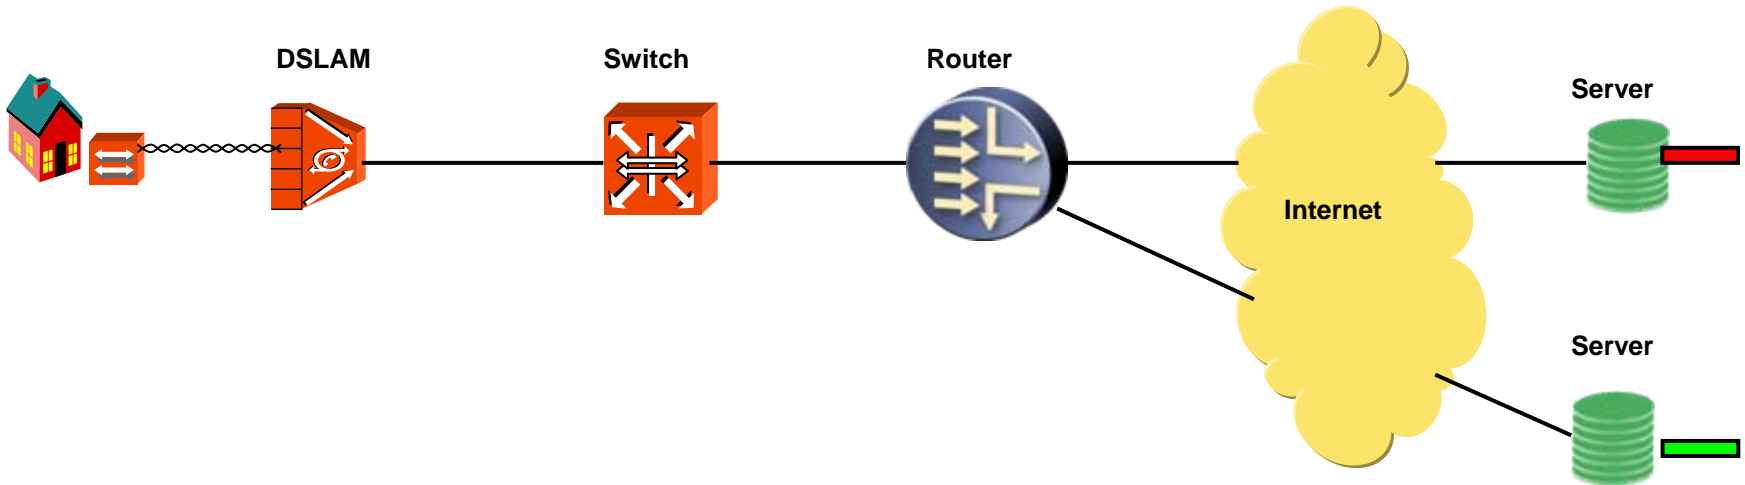 DSLAM
Switch
Router
Server
Internet
Server